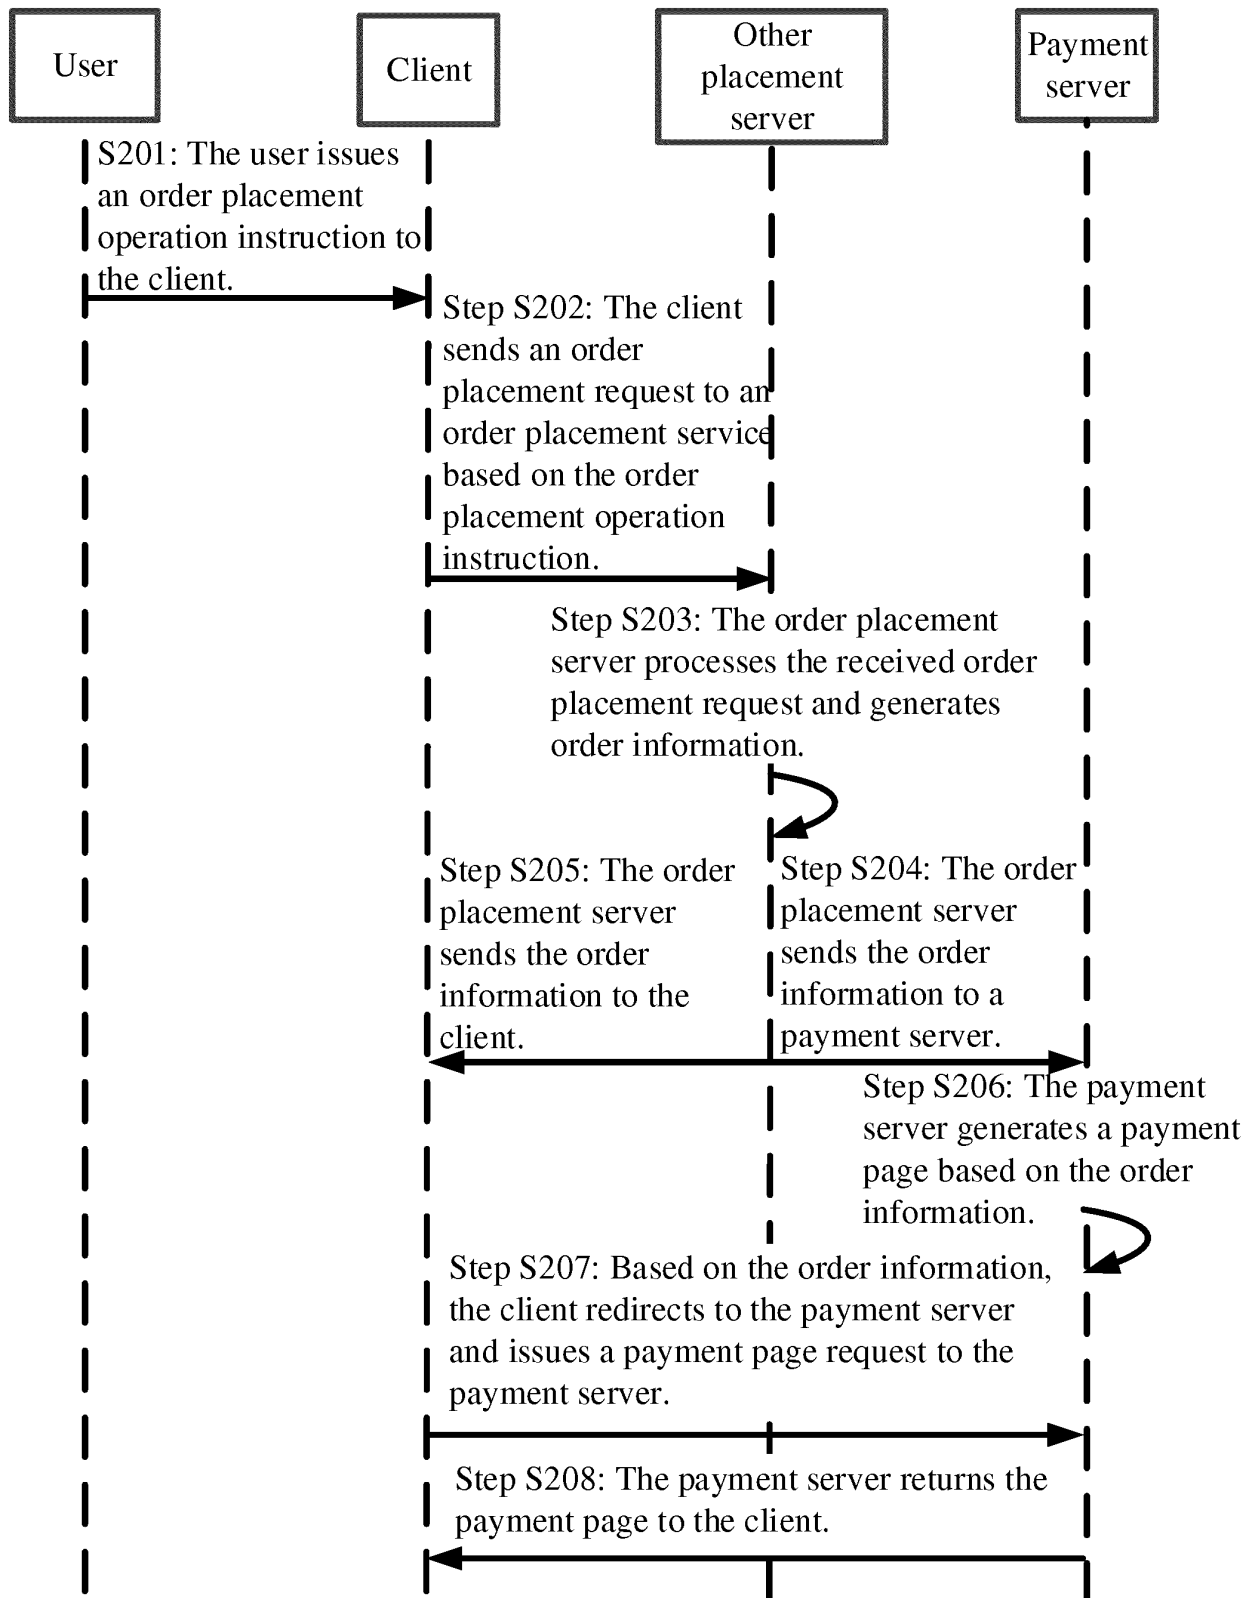 User
Client
Other
placement
server
Payment
server
S201: The user issues
an order placement
operation instruction to
the client.
Step S202: The client
sends an order
placement request to an
order placement service
based on the order
placement operation
instruction.
Step S203: The order placement
server processes the received order
placement request and generates
order information.
Step S205: The order
placement server
sends the order
information to the
client.
Step S204: The order
placement server
sends the order
information to a
payment server.
Step S206: The payment
server generates a payment
page based on the order
information.
Step S207: Based on the order information,
the client redirects to the payment server
and issues a payment page request to the
payment server.
Step S208: The payment server returns the
payment page to the client.